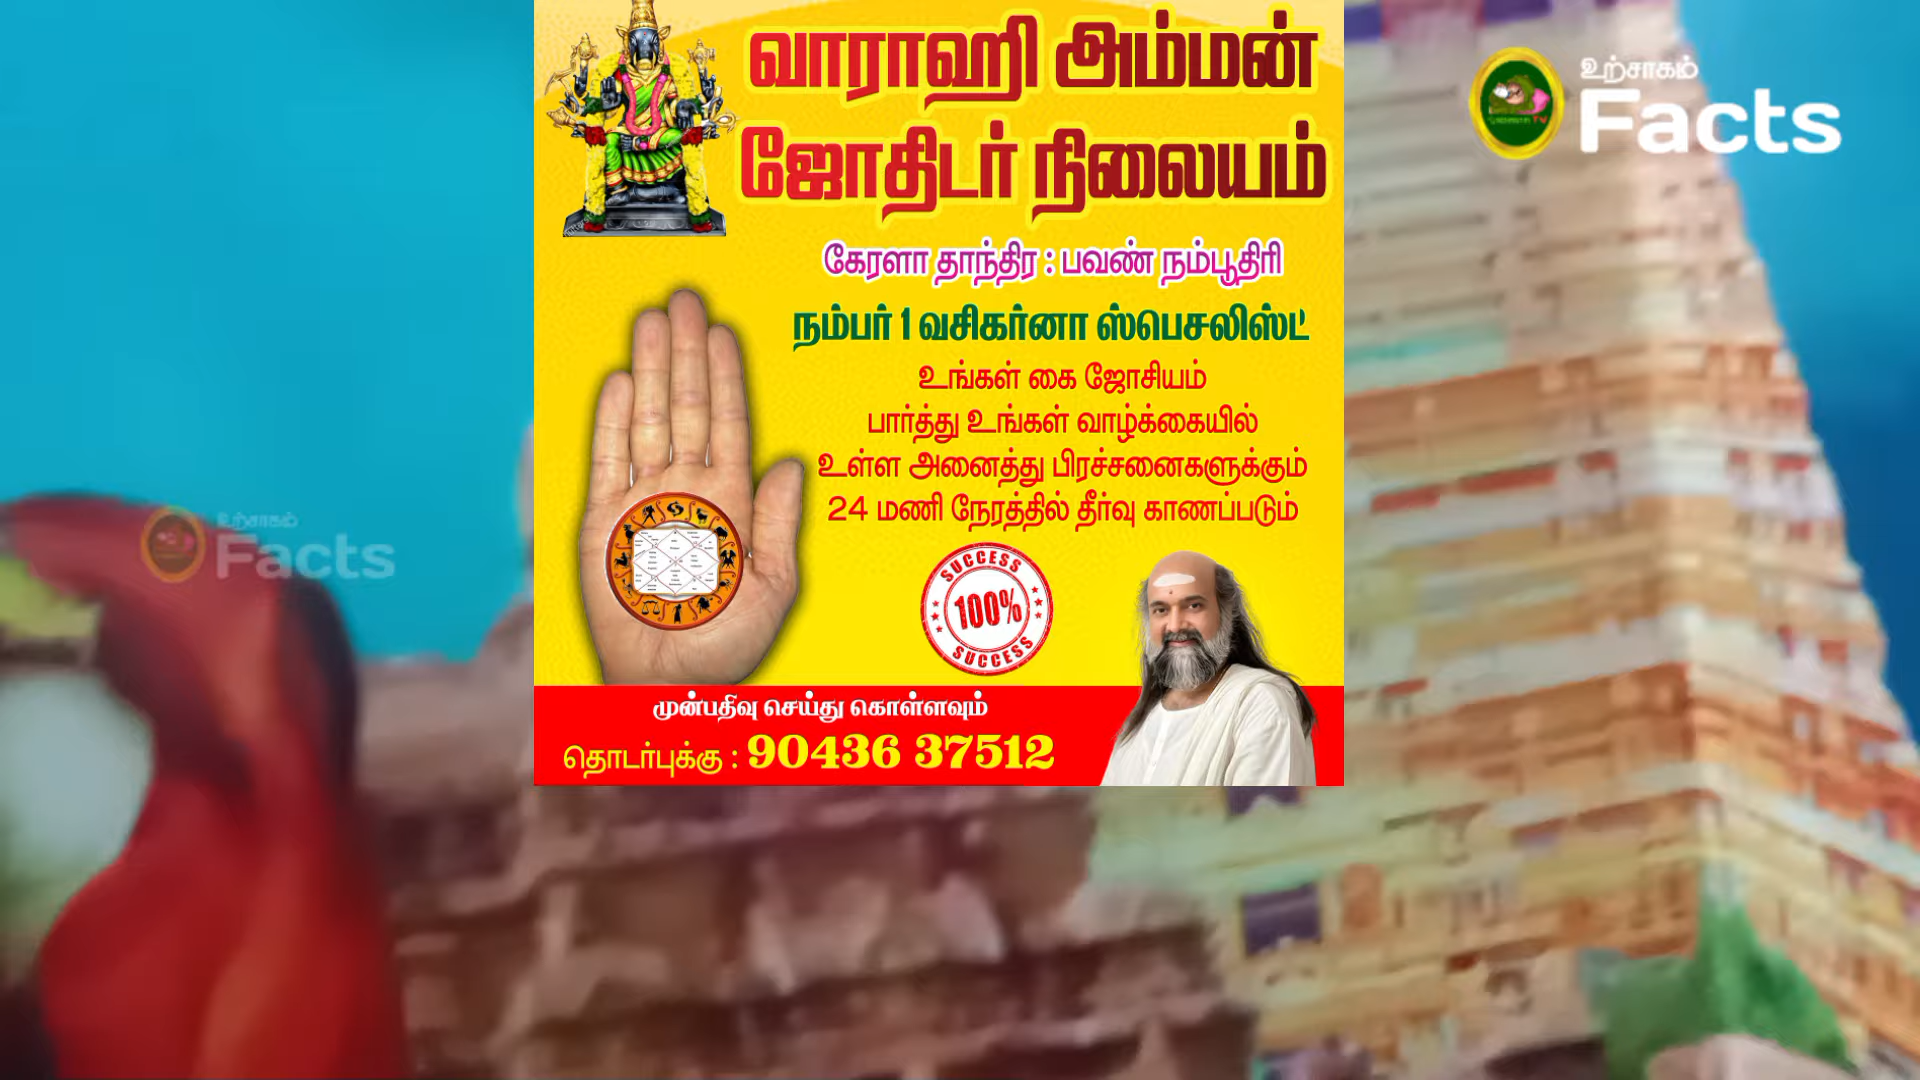 வாராஹி அம்மன்
ஜோதிடர் நிலையம்
கேரளா தாந்திர : பவண் நம்பூதிரி
நம்பர் 1 வசிகர்னா ஸ்பெசலிஸ்ட்
உங்கள் கை ஜோசியம்
பார்த்து உங்கள் வாழ்க்கையில்
உள்ள அனைத்து பிரச்சனைகளுக்கும்
24 மணி நேரத்தில் தீர்வு காணப்படும்
SUCCESS
100%
SUCCESS
முன்பதிவு செய்து கொள்ளவும்
தொடர்புக்கு : 90436 37512
உற்சாகம்
Facts
உற்சாகம்
Facts